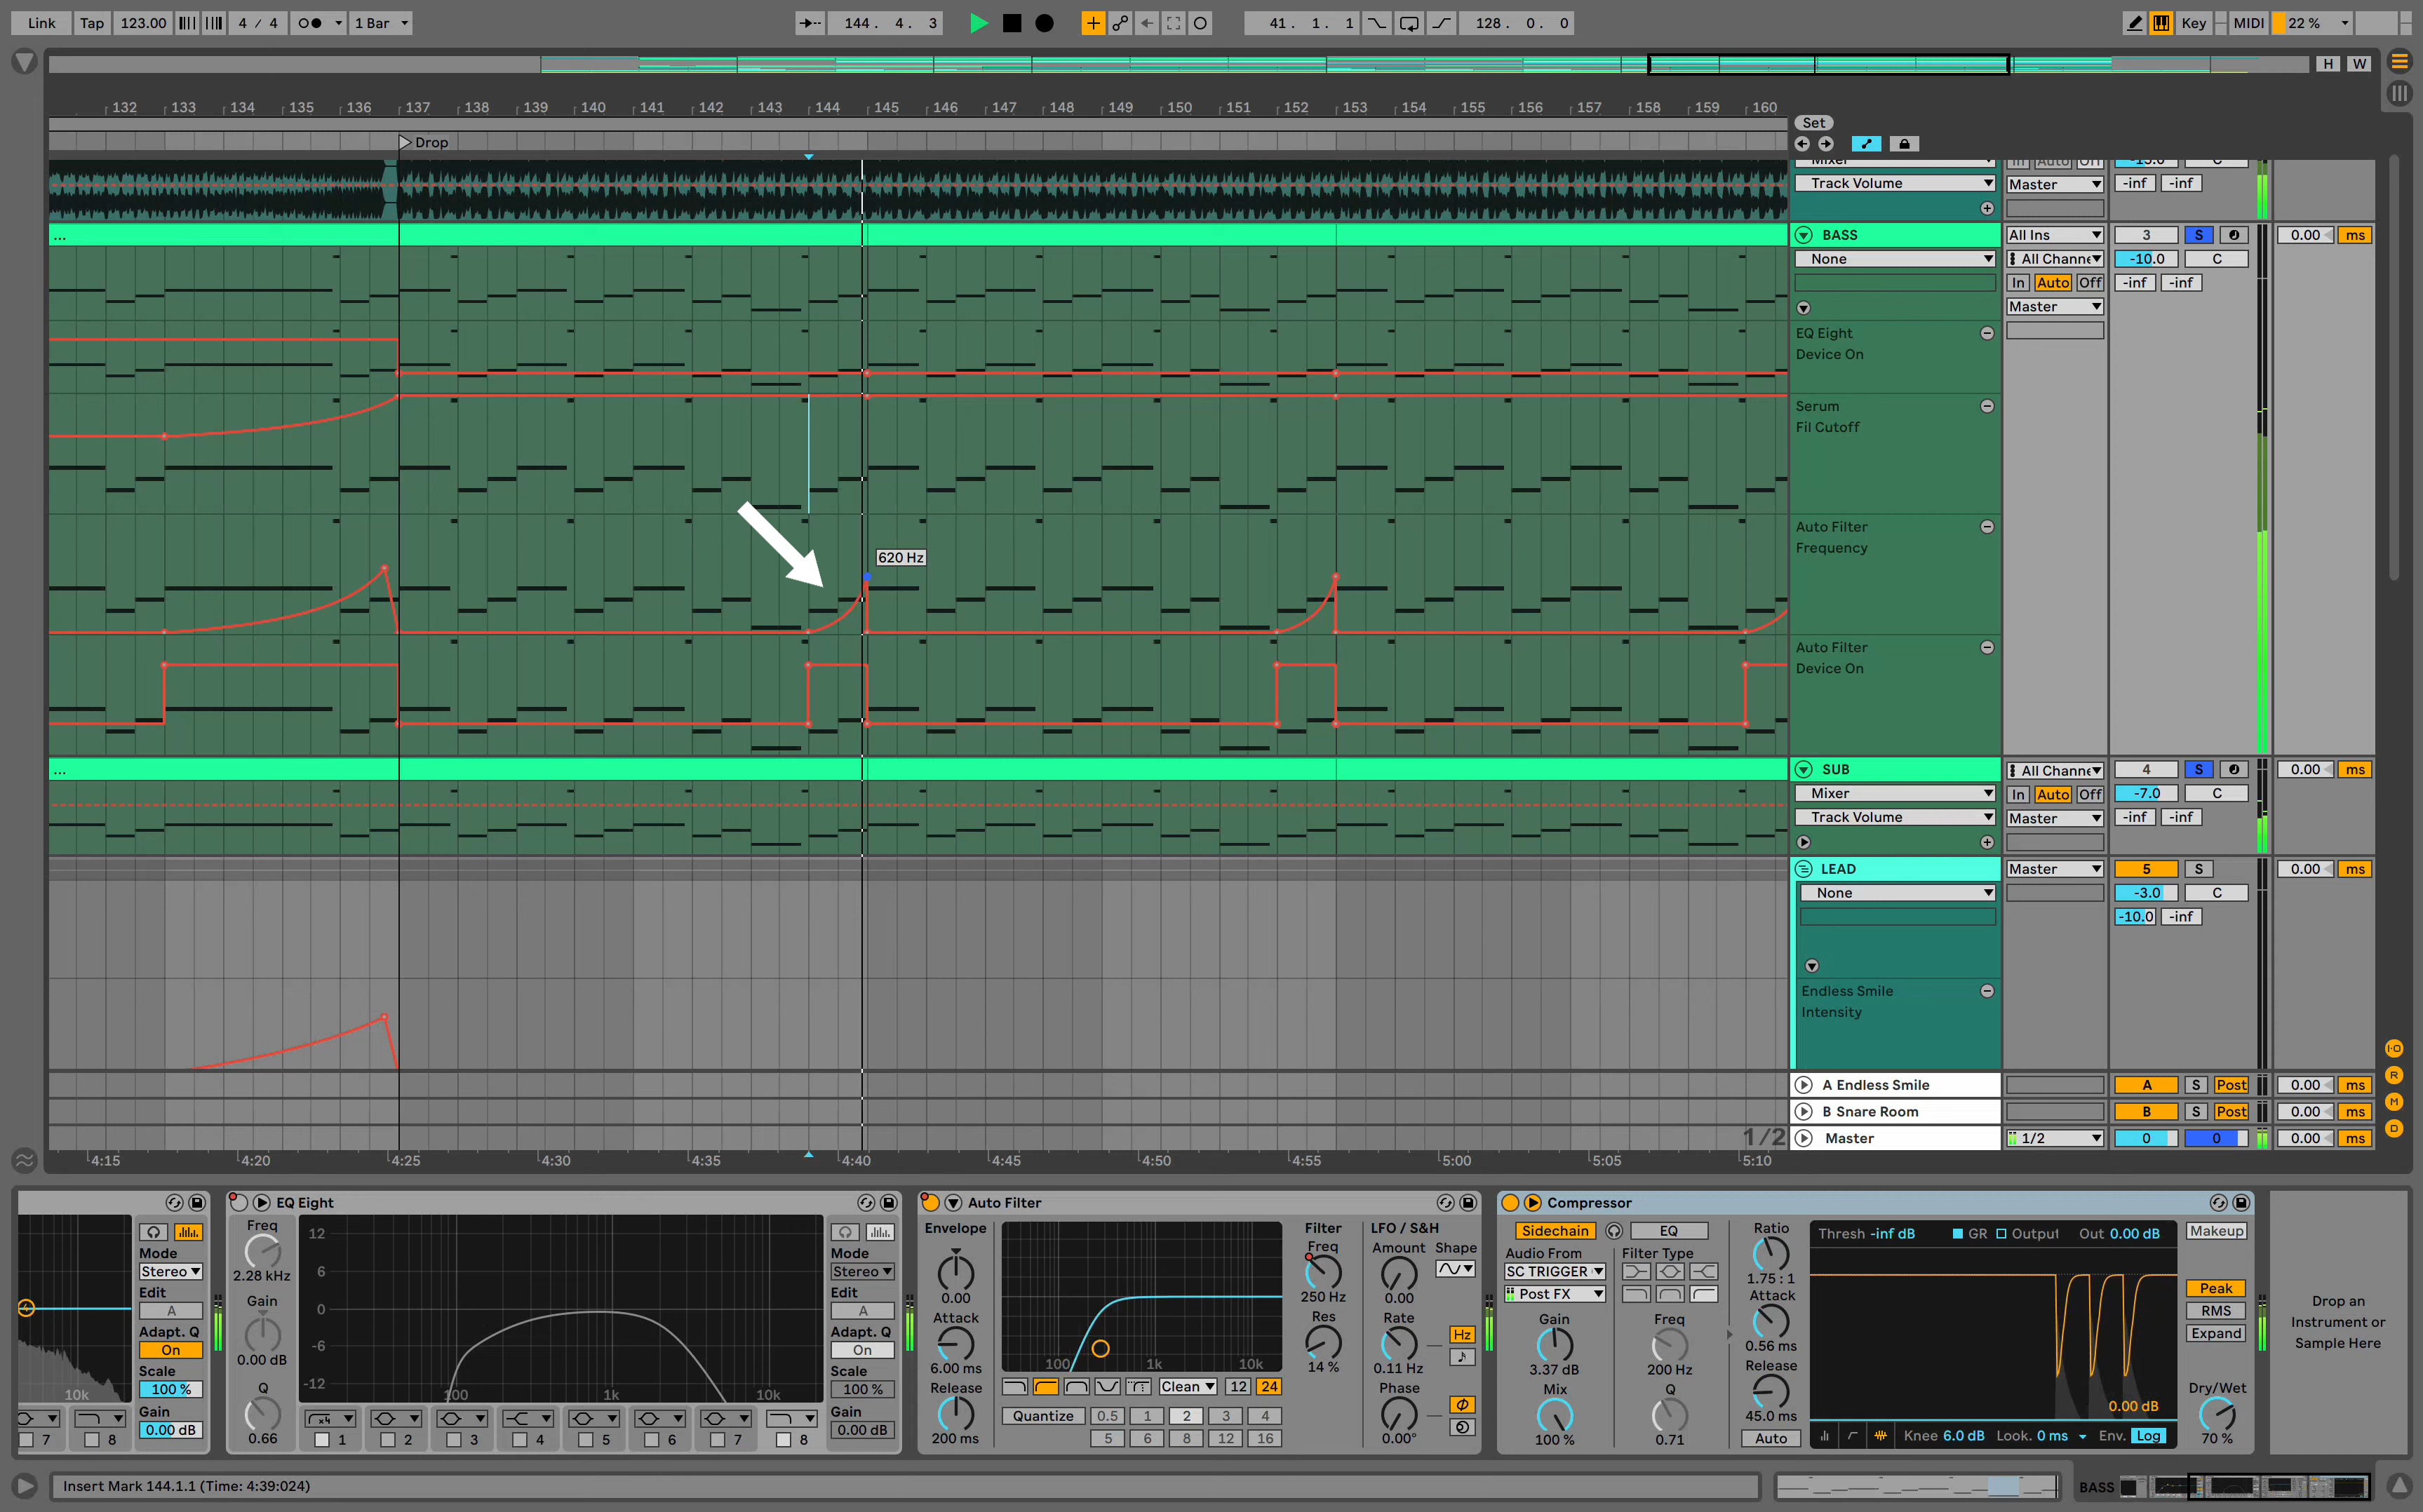 Link Tap 123.00 4 / 4 1 Bar 144. 4. 3 41. 1. 1 128. 0. 0 Key MIDI 22 %
H W
132 133 134 135 136 137 138 139 140 141 142 143 144 145 146 147 148 149 150 151 152 153 154 155 156 157 158 159 160
Set
Drop
Track Volume Master -inf -inf
... BASS All Ins 3 S 0.00 ms
None All Channe -10.0 C
In Auto Off -inf -inf
Master
EQ Eight
Device On
Serum
Fil Cutoff
Auto Filter
Frequency
620 Hz
Auto Filter
Device On
... SUB All Channe 4 S 0.00 ms
Mixer In Auto Off -7.0 C
Track Volume Master -inf -inf
LEAD Master 5 S 0.00 ms
None -3.0 C
-10.0 -inf
Endless Smile
Intensity
A Endless Smile A S Post 0.00 ms
B Snare Room B S Post 0.00 ms
1/2 Master 1/2 0 0 0.00 ms
4:15 4:20 4:25 4:30 4:35 4:40 4:45 4:50 4:55 5:00 5:05 5:10
I·O
R
M
D
Mode
Stereo
Edit
A
Adapt. Q
On
Scale
100 %
Gain
0.00 dB
10k
7 8
EQ Eight
Freq
2.28 kHz
Gain
0.00 dB
Q
0.66
12
6
0
-6
-12
100 1k 10k
x4
1 2 3 4 5 6 7 8
Mode
Stereo
Edit
A
Adapt. Q
On
Scale
100 %
Gain
0.00 dB
Auto Filter
Envelope
0.00
Attack
6.00 ms
Release
200 ms
100 1k 10k
Clean 12 24
Quantize 0.5 1 2 3 4
5 6 8 12 16
Filter
Freq
250 Hz
Res
14 %
LFO / S&H
Amount Shape
0.00
Rate
Hz
0.11 Hz
Phase
0.00°
Compressor
Sidechain EQ
Audio From Filter Type
SC TRIGGER
Post FX
Gain Freq
3.37 dB 200 Hz
Mix Q
100 % 0.71
Ratio
1.75 : 1
Attack
0.56 ms
Release
45.0 ms
Auto
Thresh -inf dB GR Output Out 0.00 dB
0.00 dB
Knee 6.0 dB Look. 0 ms Env. Log
Makeup
Peak
RMS
Expand
Dry/Wet
70 %
Drop an
Instrument or
Sample Here
Insert Mark 144.1.1 (Time: 4:39:024)
BASS